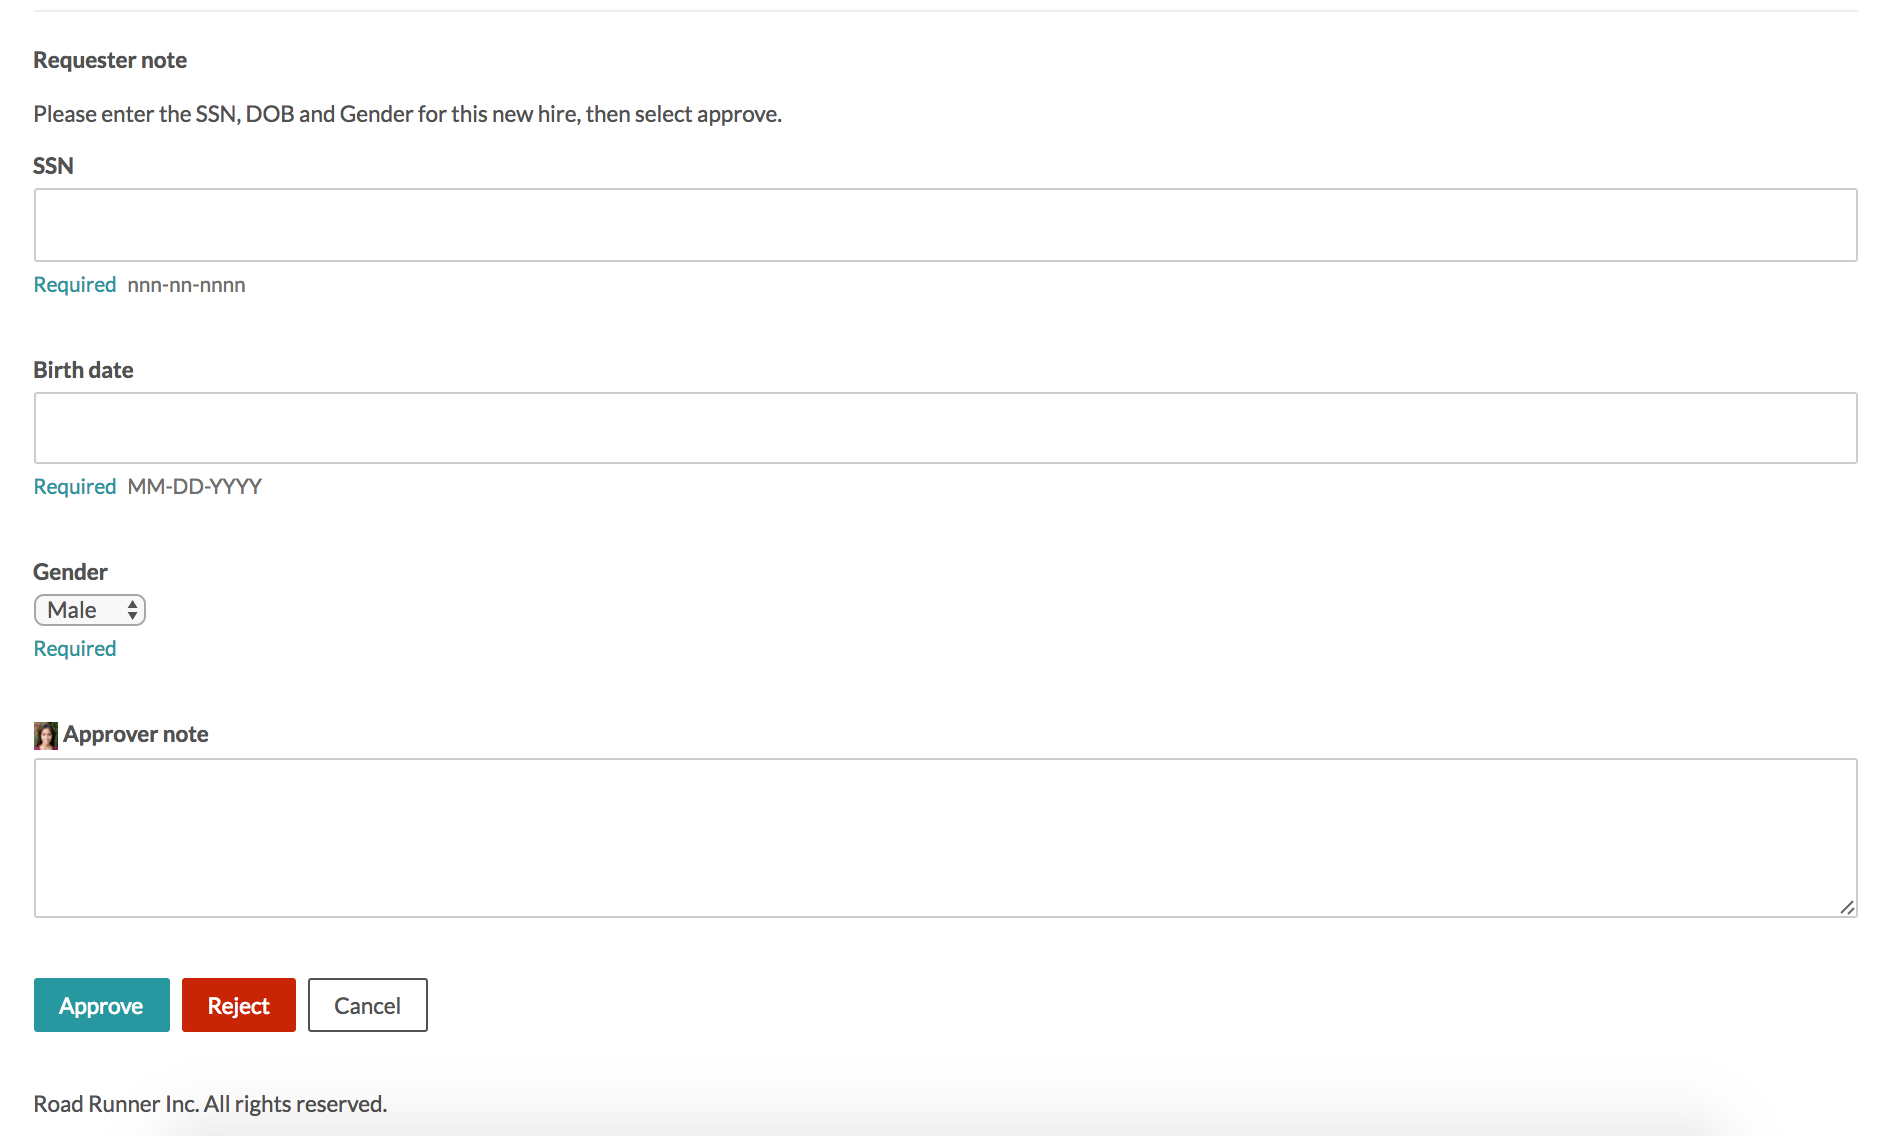 Requester note
Please enter the SSN, DOB and Gender for this new hire, then select approve.
SSN
Required nnn-nn-nnnn
Birth date
Required MM-DD-YYYY
Gender
Male
Required
Approver note
Approve Reject Cancel
Road Runner Inc. All rights reserved.